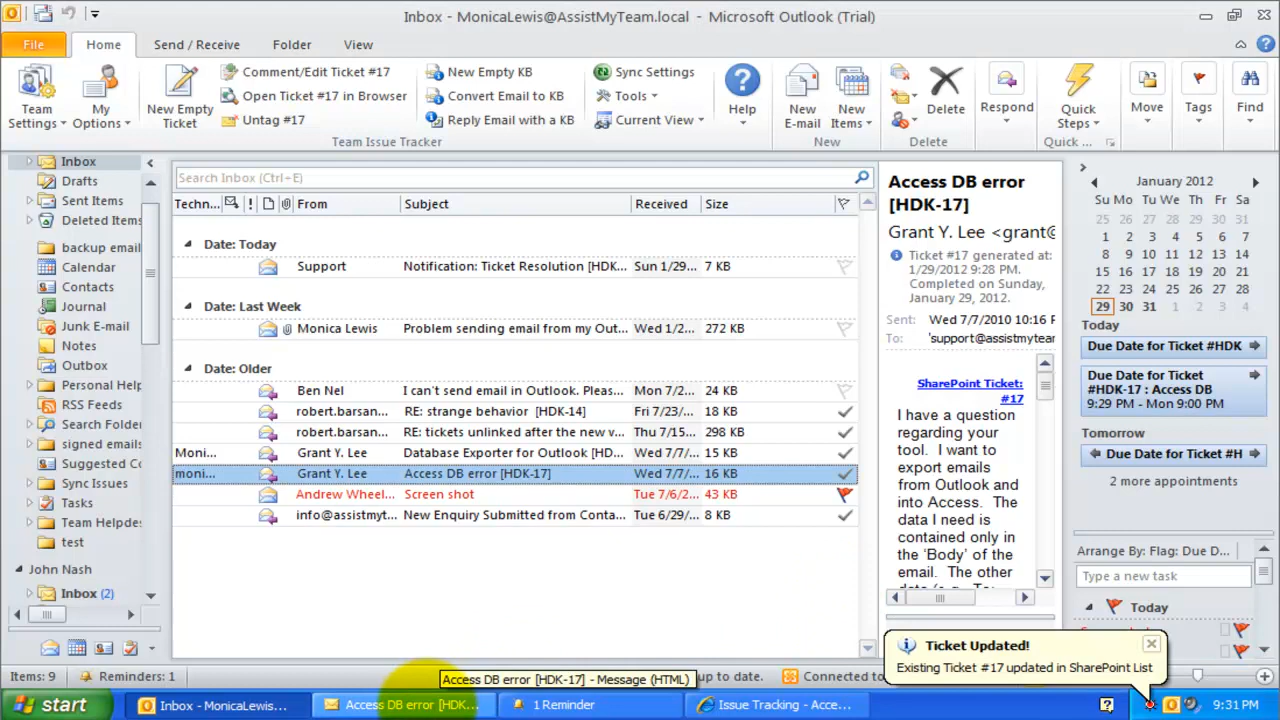 Inbox - MonicaLewis@AssistMyTeam.local - Microsoft Outlook (Trial)
File Home Send / Receive Folder View
Team Settings
My Options
New Empty Ticket
Comment/Edit Ticket #17
Open Ticket #17 in Browser
Untag #17
New Empty KB
Convert Email to KB
Reply Email with a KB
Sync Settings
Tools
Current View
Help
New E-mail
New Items
Delete
Respond
Quick Steps
Move
Tags
Find
Team Issue Tracker New Delete Quick ...
Inbox
Drafts
Sent Items
Deleted Items
backup email
Calendar
Contacts
Journal
Junk E-mail
Notes
Outbox
Personal Help
RSS Feeds
Search Folder
signed emails
Suggested Co
Sync Issues
Tasks
Team Helpdes
test
John Nash
Inbox (2)
Search Inbox (Ctrl+E)
Techn... ! From Subject Received Size
Date: Today
Support Notification: Ticket Resolution [HDK... Sun 1/29... 7 KB
Date: Last Week
Monica Lewis Problem sending email from my Out... Wed 1/2... 272 KB
Date: Older
Ben Nel I can't send email in Outlook. Pleas... Mon 7/2... 24 KB
robert.barsan... RE: strange behavior [HDK-14] Fri 7/23/... 18 KB
robert.barsan... RE: tickets unlinked after the new v... Thu 7/15... 298 KB
Moni... Grant Y. Lee Database Exporter for Outlook [HD... Wed 7/7/... 15 KB
moni... Grant Y. Lee Access DB error [HDK-17] Wed 7/7/... 16 KB
Andrew Wheel... Screen shot Tue 7/6/2... 43 KB
info@assistmyt... New Enquiry Submitted from Conta... Tue 6/29/... 8 KB
Access DB error
[HDK-17]
Grant Y. Lee <grant@
Ticket #17 generated at:
1/29/2012 9:28 PM.
Completed on Sunday,
January 29, 2012.
Sent: Wed 7/7/2010 10:16 P
To: 'support@assistmytear
SharePoint Ticket:
#17
I have a question
regarding your
tool. I want to
export emails
from Outlook and
into Access. The
data I need is
contained only in
the 'Body' of the
email. The other
January 2012
Su Mo Tu We Th Fr Sa
25 26 27 28 29 30 31
1 2 3 4 5 6 7
8 9 10 11 12 13 14
15 16 17 18 19 20 21
22 23 24 25 26 27 28
29 30 31 1 2 3 4
Today
Due Date for Ticket #HDK
Due Date for Ticket
#HDK-17 : Access DB
9:29 PM - Mon 9:00 PM
Tomorrow
Due Date for Ticket #H
2 more appointments
Arrange By: Flag: Due D...
Type a new task
Today
Ticket Updated!
Existing Ticket #17 updated in SharePoint List
Items: 9 Reminders: 1 up to date. Connected to
Access DB error [HDK-17] - Message (HTML)
start Inbox - MonicaLewis... Access DB error [HDK... 1 Reminder Issue Tracking - Acce... 9:31 PM